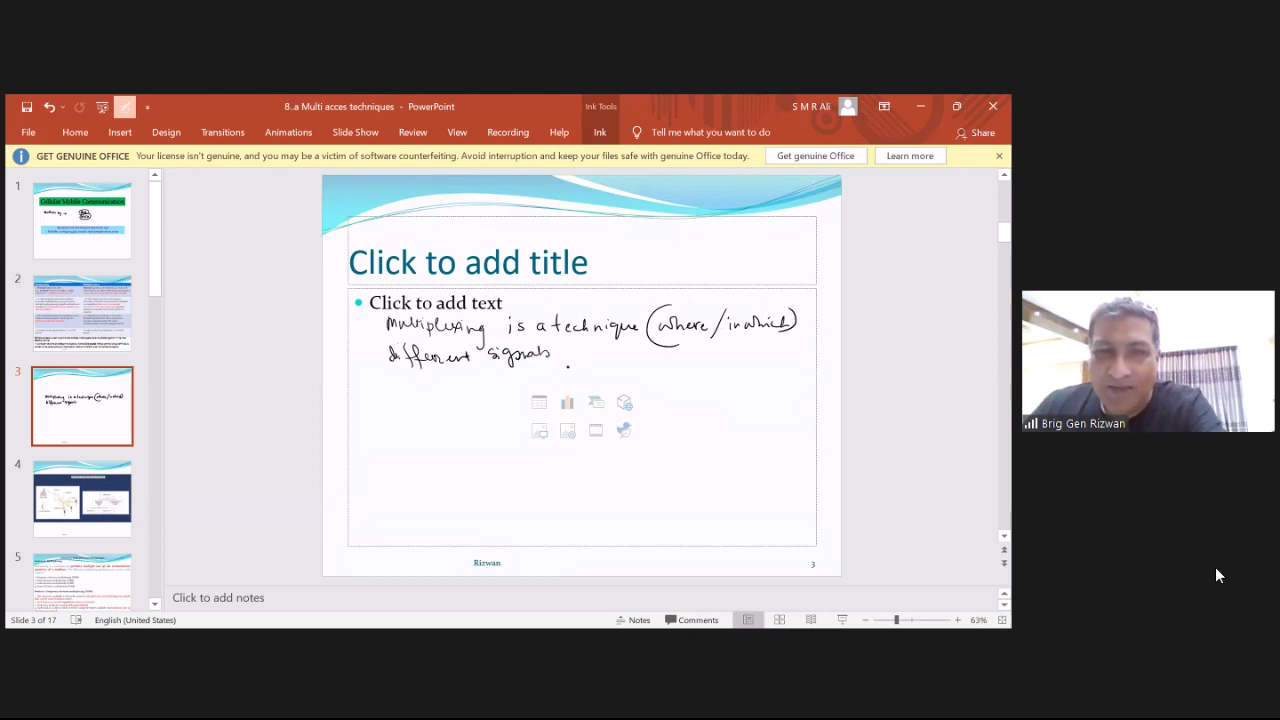 8..a Multi acces techniques - PowerPoint
Ink Tools
S M R Ali
File Home Insert Design Transitions Animations Slide Show Review View Recording Help Ink Tell me what you want to do Share
GET GENUINE OFFICE Your license isn't genuine, and you may be a victim of software counterfeiting. Avoid interruption and keep your files safe with genuine Office today. Get genuine Office Learn more
1
Cellular Mobile Communication
2
3
4
5
Click to add title
Click to add text
Multiplexing is a technique (where/in which)
different signals
Rizwan 3
Click to add notes
Slide 3 of 17 English (United States) Notes Comments 63%
Brig Gen Rizwan